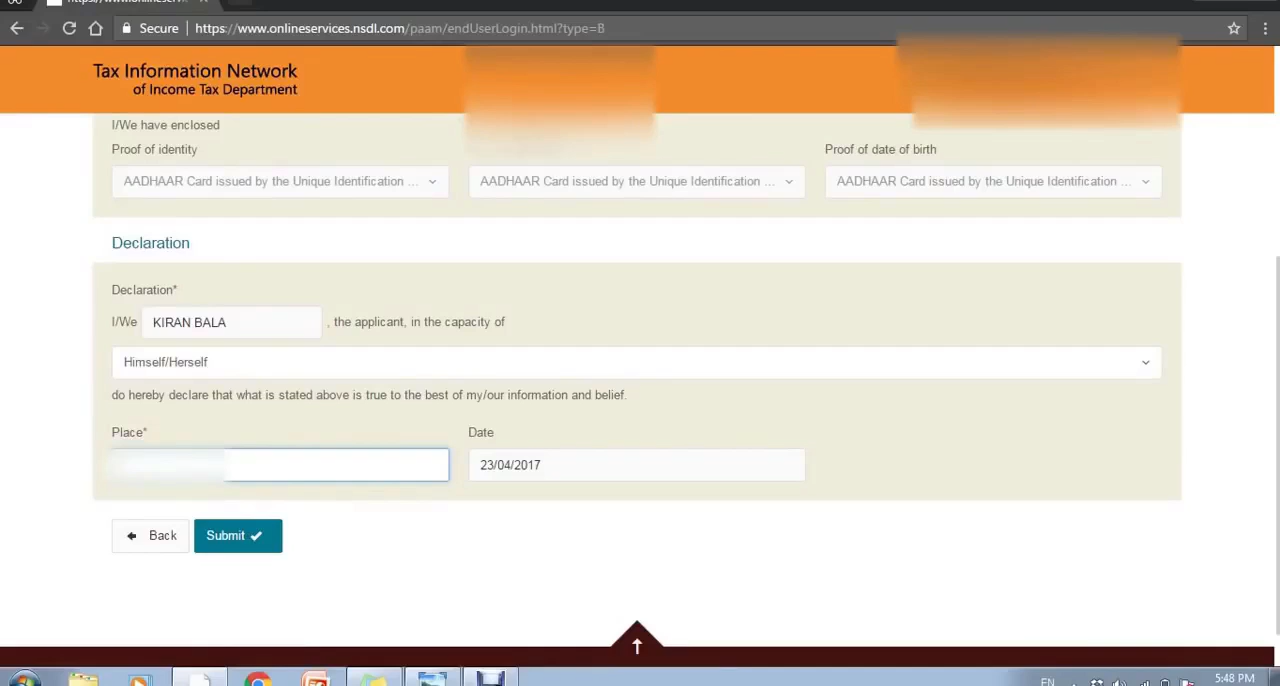 Secure | https://www.onlineservices.nsdl.com/paam/endUserLogin.html?type=B
Tax Information Network
of Income Tax Department
I/We have enclosed
Proof of identity
Proof of date of birth
AADHAAR Card issued by the Unique Identification ...
AADHAAR Card issued by the Unique Identification ...
AADHAAR Card issued by the Unique Identification ...
Declaration
Declaration*
I/We KIRAN BALA , the applicant, in the capacity of
Himself/Herself
do hereby declare that what is stated above is true to the best of my/our information and belief.
Place*
Date
23/04/2017
Back
Submit
EN
5:48 PM